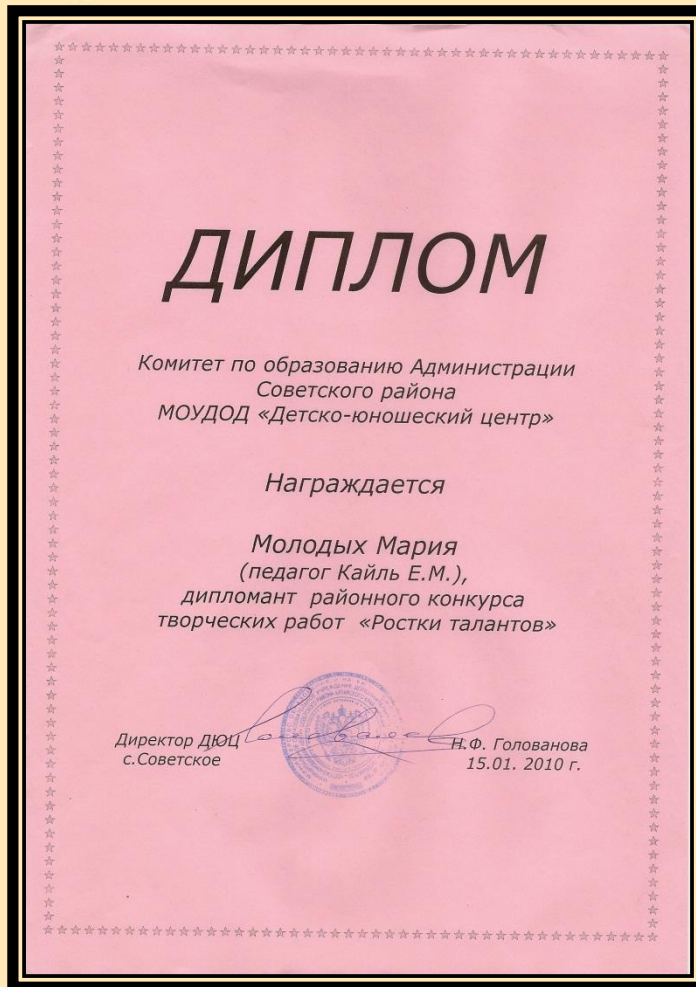 ДИПЛОМ
Комитет по образованию Администрации
Советского района
МОУДОД «Детско-юношеский центр»
Награждается
Молодых Мария
(педагог Кайль Е.М.),
дипломант районного конкурса
творческих работ «Ростки талантов»
Директор ДЮЦ Н.Ф. Голованова
с.Советское 15.01. 2010 г.